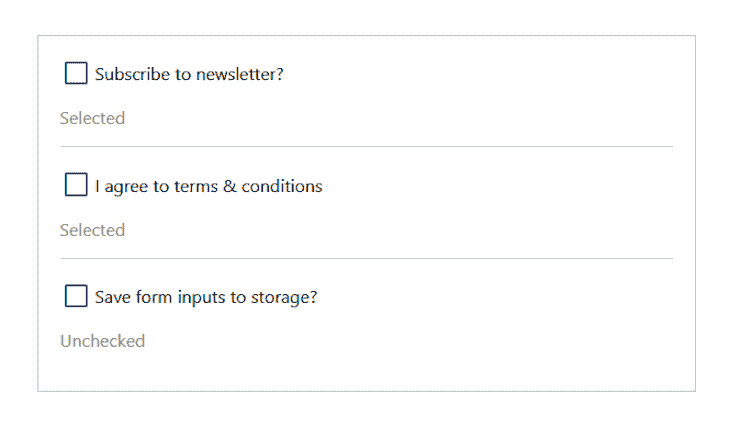 Subscribe to newsletter?
Selected
I agree to terms & conditions
Selected
Save form inputs to storage?
Unchecked